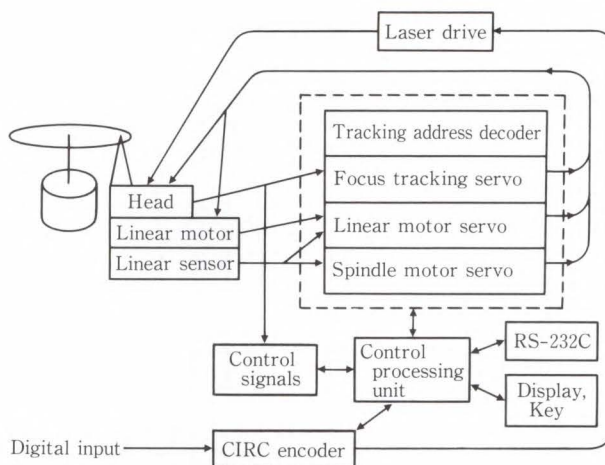 Laser drive
Tracking address decoder
Focus tracking servo
Head
Linear motor
Linear motor servo
Linear sensor
Spindle motor servo
Control
signals
Control
processing
unit
RS-232C
Display,
Key
Digital input
CIRC encoder